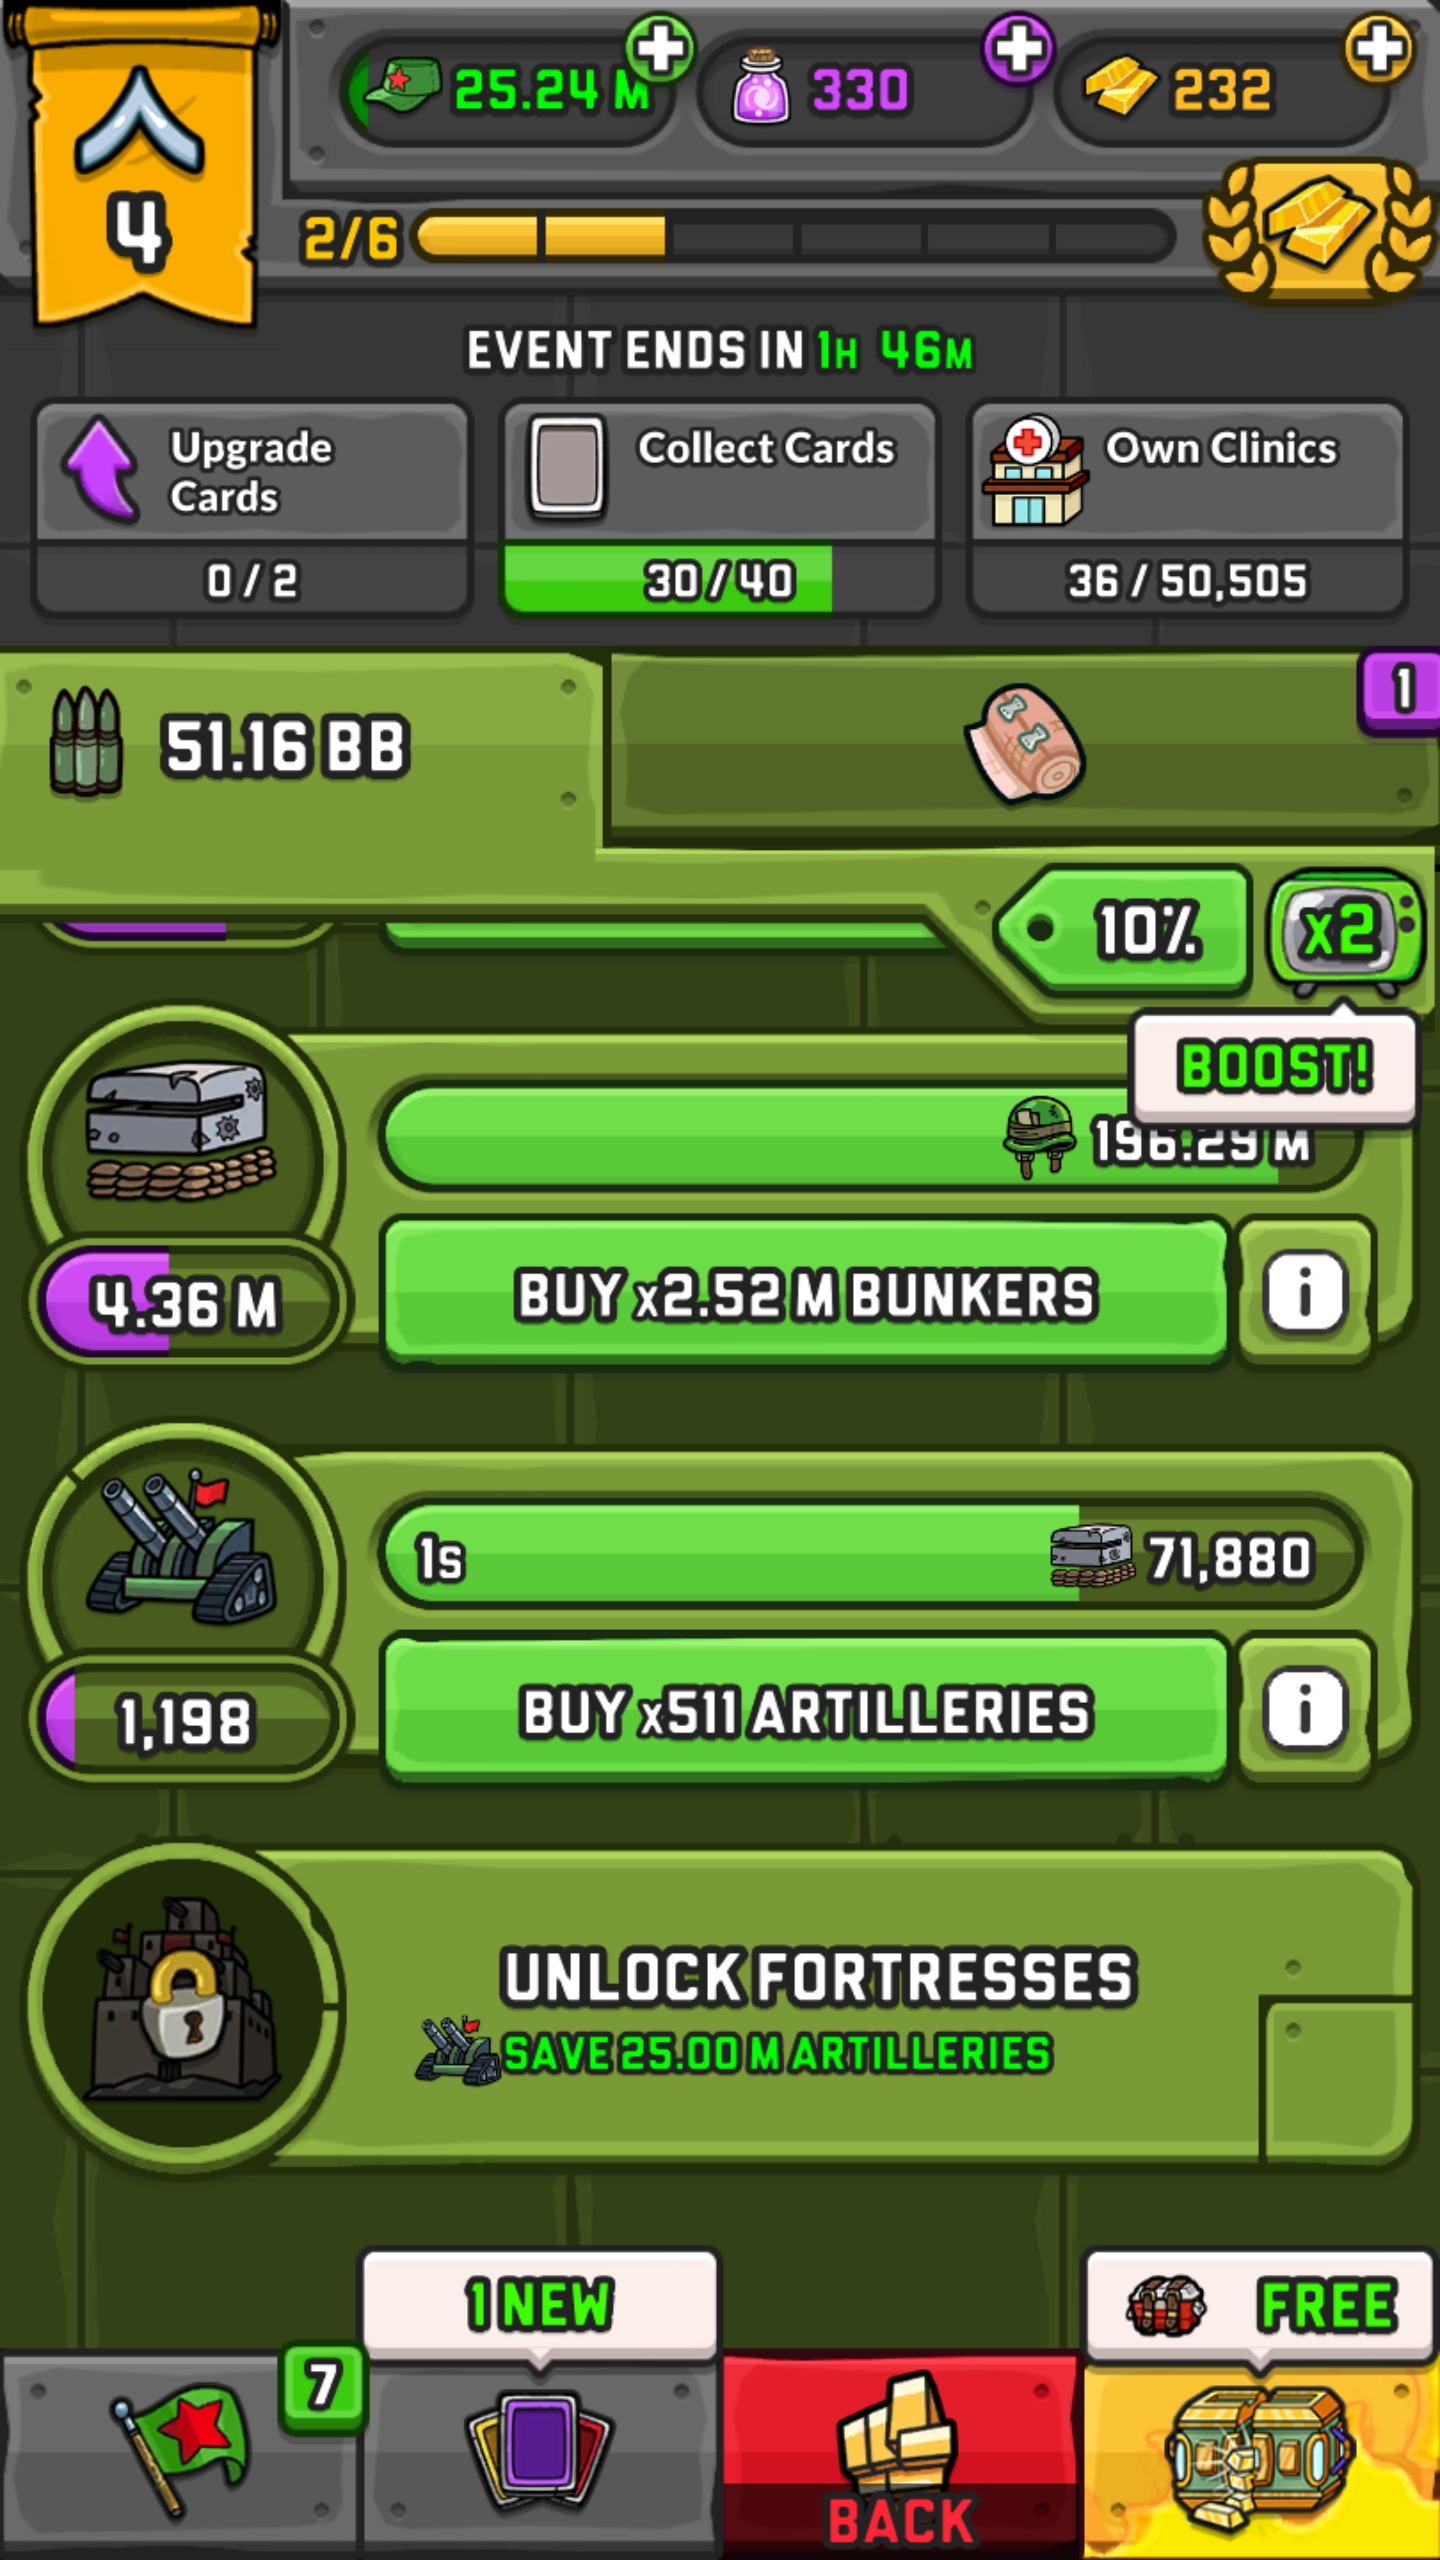 4
25.24 M
330
232
2/6
EVENT ENDS IN 1H 46M
Upgrade
Cards
0 / 2
Collect Cards
30 / 40
Own Clinics
36 / 50,505
51.16 BB
1
10%
x2
BOOST!
196.29 M
4.36 M
BUY x2.52 M BUNKERS
i
1s
71,880
1,198
BUY x511 ARTILLERIES
i
UNLOCK FORTRESSES
SAVE 25.00 M ARTILLERIES
1 NEW
FREE
7
BACK